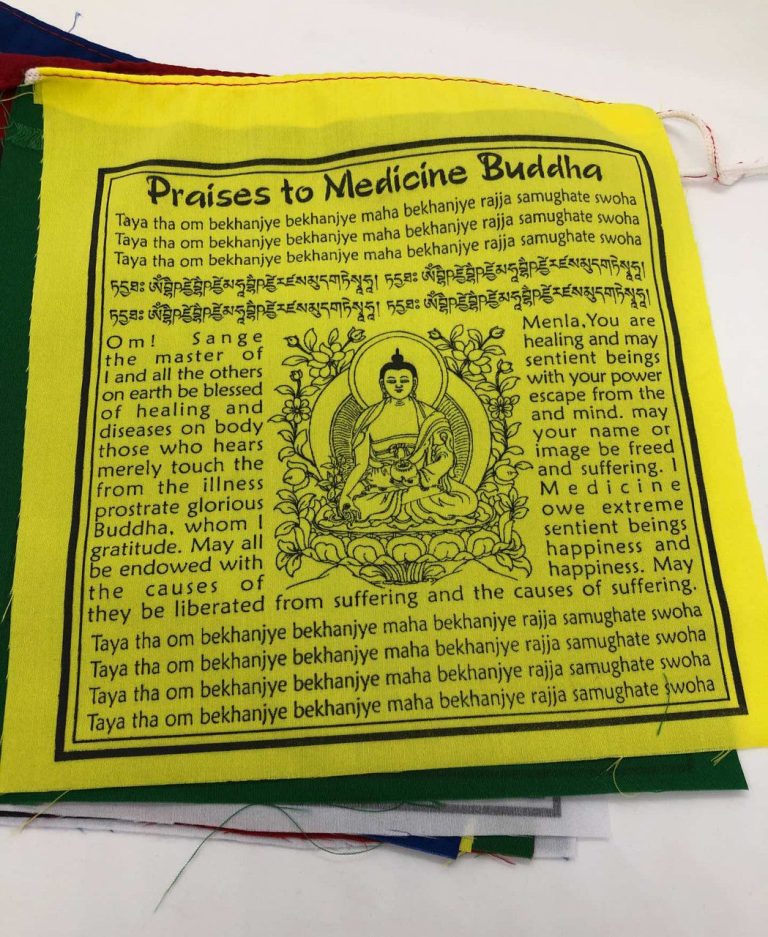 Praises to Medicine Buddha
Taya tha om bekhanjye bekhanjye maha bekhanjye rajja samughate swoha
Taya tha om bekhanjye bekhanjye maha bekhanjye rajja samughate swoha
Taya tha om bekhanjye bekhanjye maha bekhanjye rajja samughate swoha
ཏདྱཐཿ ཏདྱཐཿ
ཏདྱཐཿ ཏདྱཐཿ
Om! Sange Menla,You are
the master of healing and may
I and all the others sentient beings
on earth be blessed with your power
of healing and escape from the
diseases on body and mind. may
those who hears your name or
merely touch the image be freed
from the illness and suffering. I
prostrate glorious Medicine
Buddha, whom I owe extreme
gratitude. May all sentient beings
be endowed with happiness and
the causes of happiness. May
they be liberated from suffering and the causes of suffering.
Taya tha om bekhanjye bekhanjye maha bekhanjye rajja samughate swoha
Taya tha om bekhanjye bekhanjye maha bekhanjye rajja samughate swoha
Taya tha om bekhanjye bekhanjye maha bekhanjye rajja samughate swoha
Taya tha om bekhanjye bekhanjye maha bekhanjye rajja samughate swoha